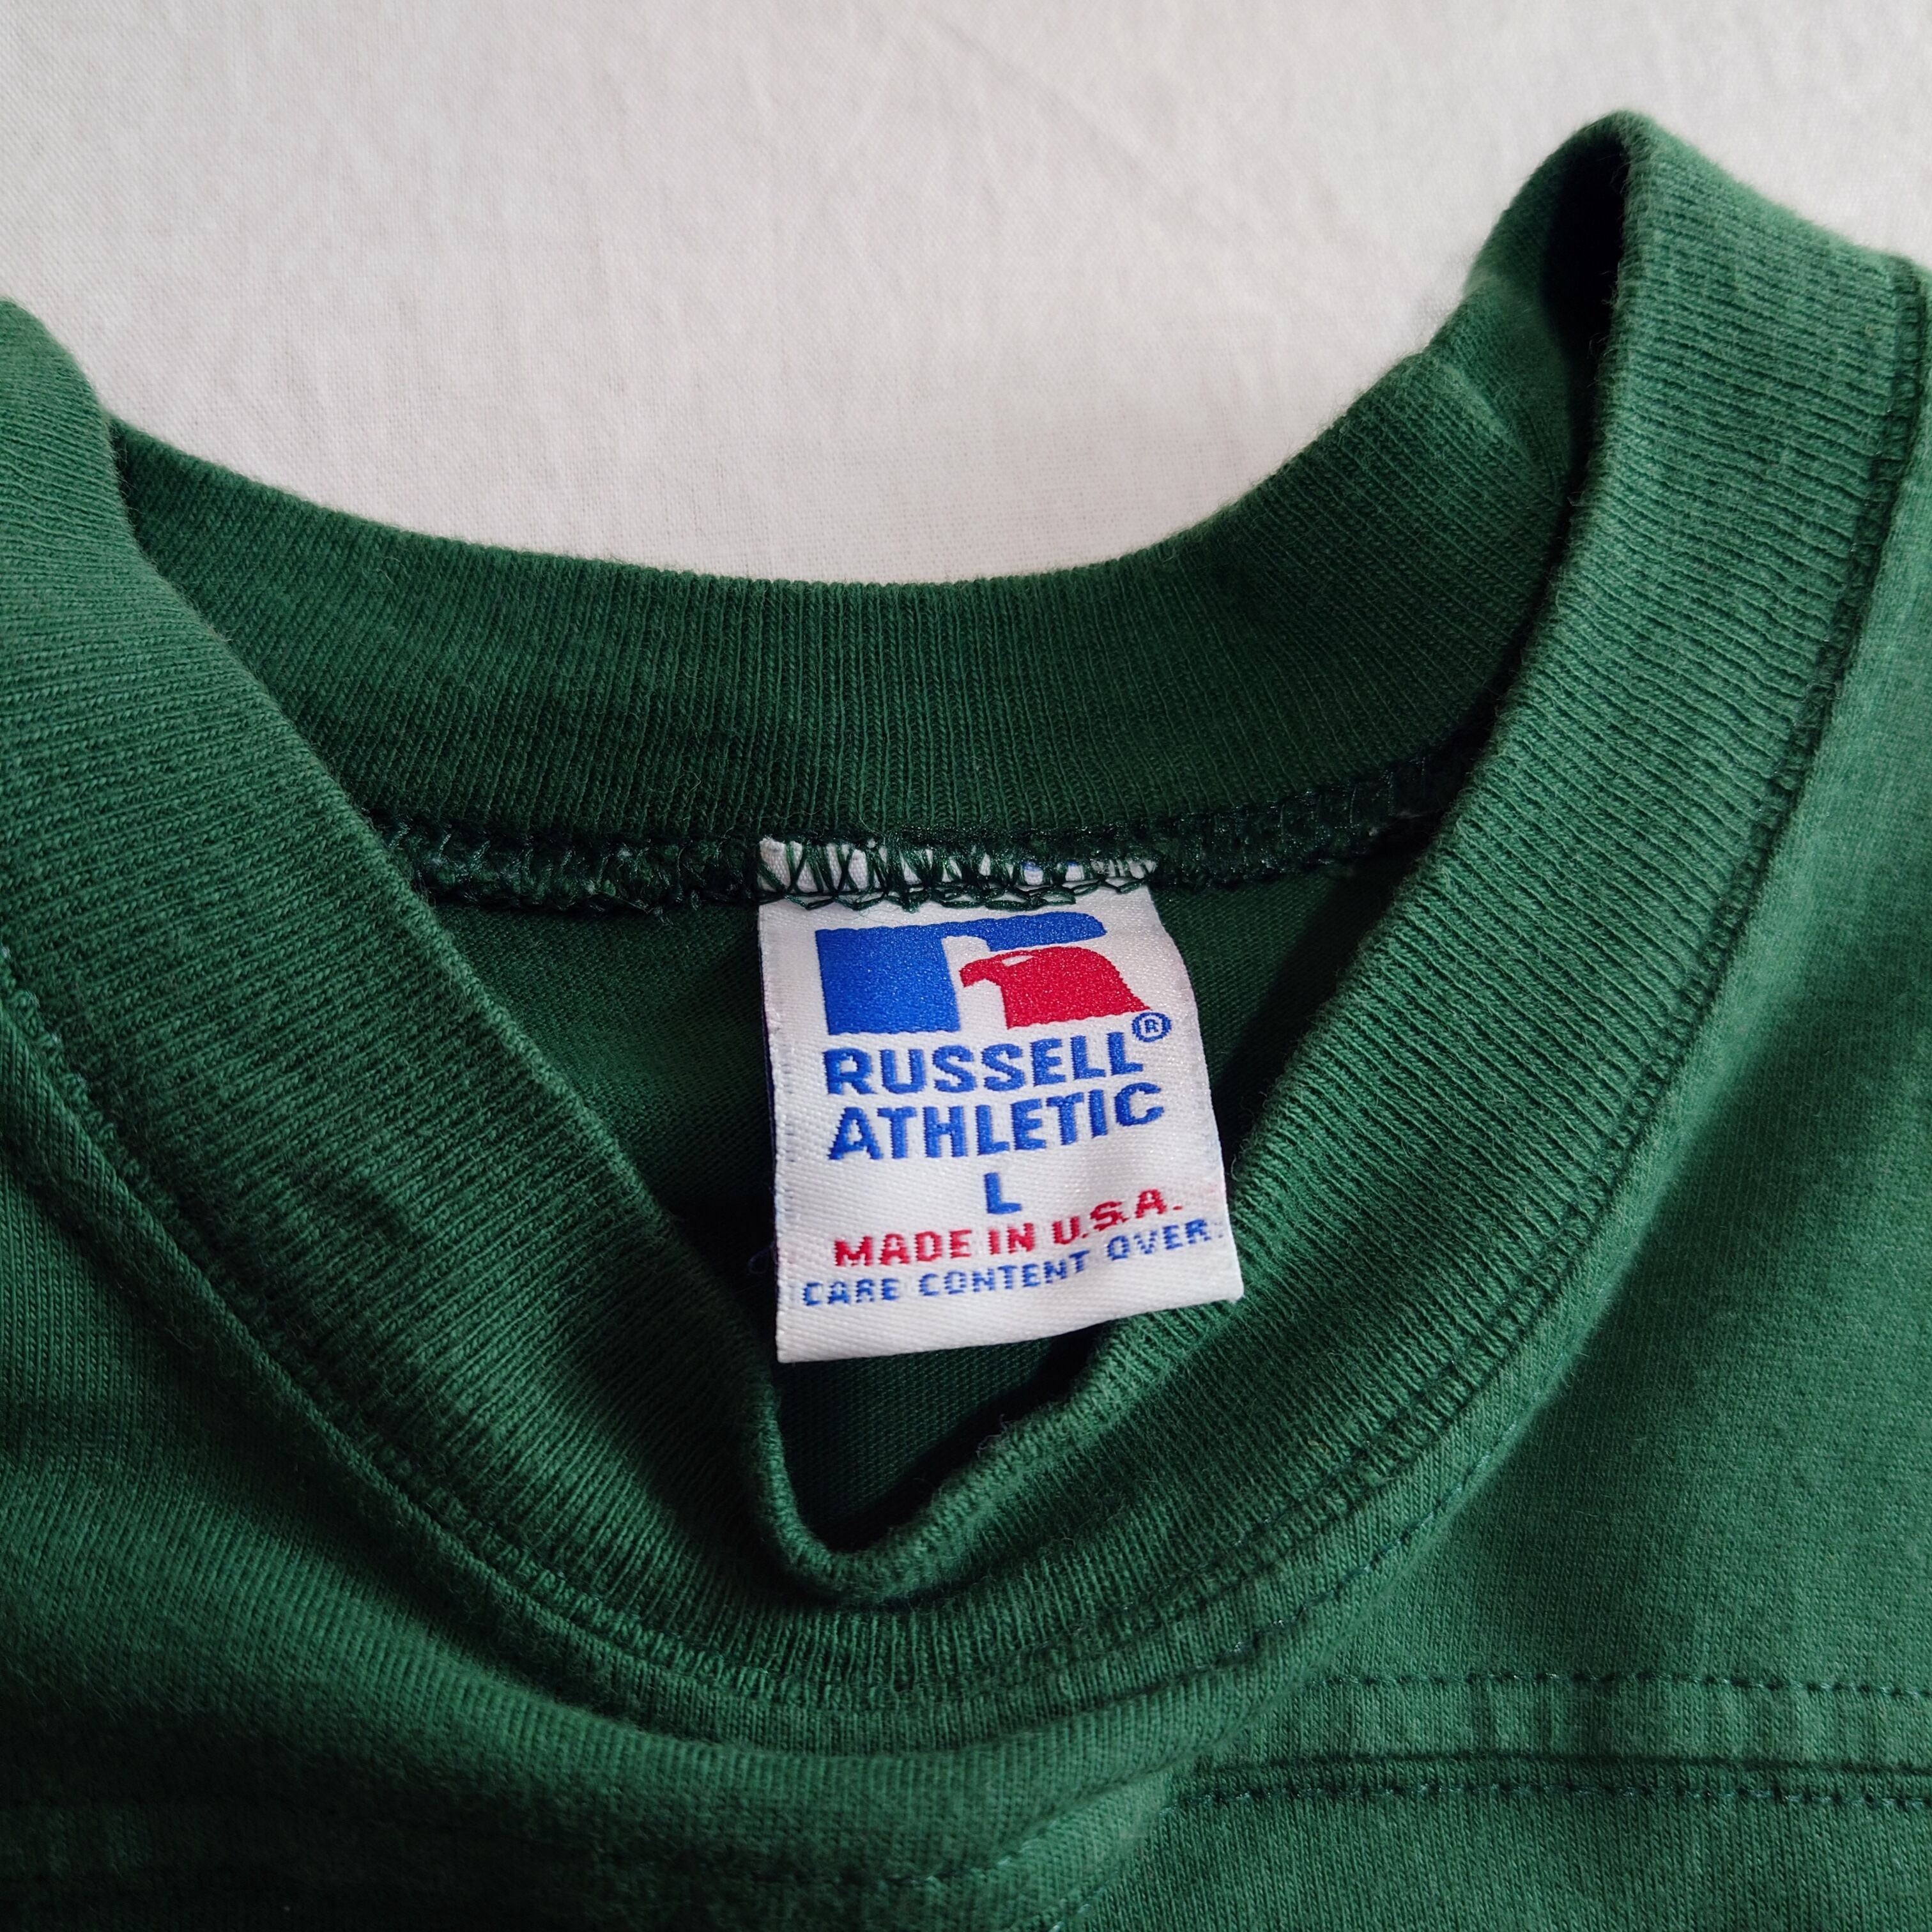 RUSSELL®
ATHLETIC
L
MADE IN U.S.A.
CARE CONTENT OVER: